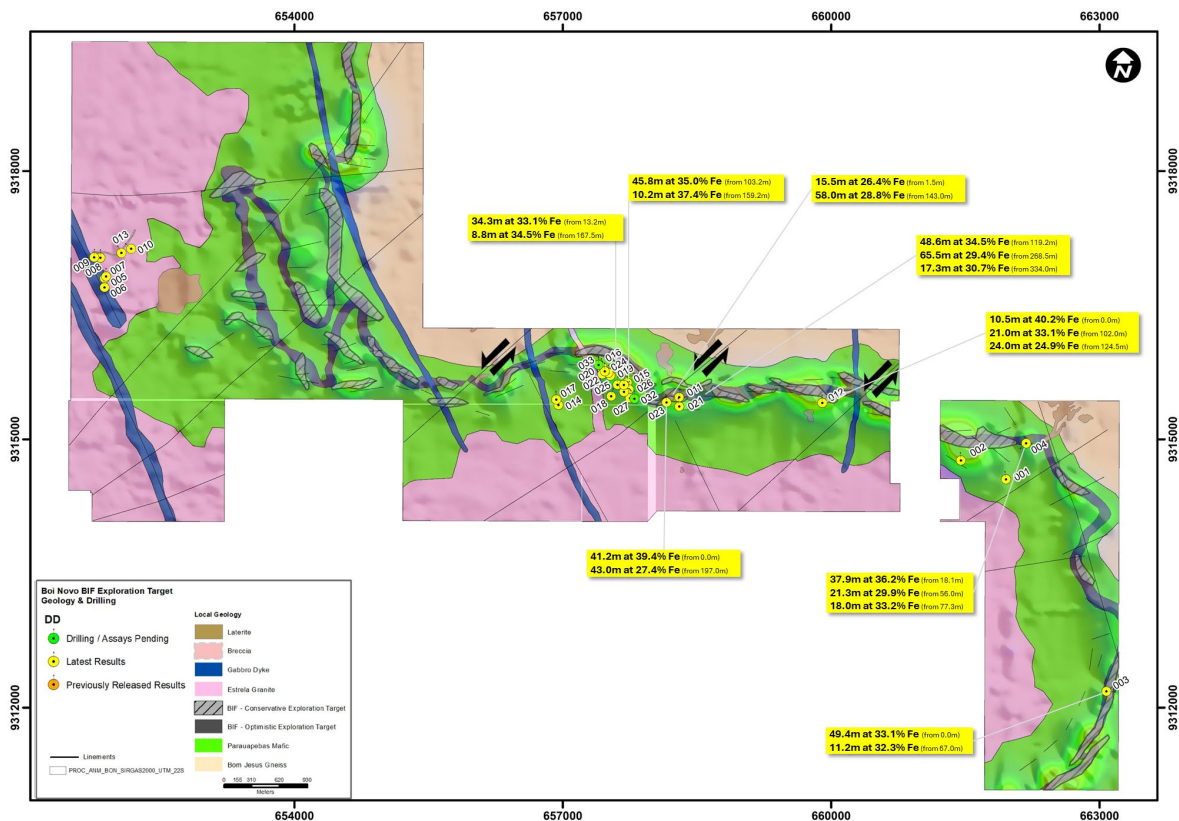 654000
657000
660000
663000
N
9318000
9318000
45.8m at 35.0% Fe (from 103.2m)
10.2m at 37.4% Fe (from 159.2m)
15.5m at 26.4% Fe (from 1.5m)
58.0m at 28.8% Fe (from 143.0m)
34.3m at 33.1% Fe (from 13.2m)
8.8m at 34.5% Fe (from 167.5m)
48.6m at 34.5% Fe (from 119.2m)
65.5m at 29.4% Fe (from 268.5m)
17.3m at 30.7% Fe (from 334.0m)
10.5m at 40.2% Fe (from 0.0m)
21.0m at 33.1% Fe (from 102.0m)
24.0m at 24.9% Fe (from 124.5m)
013
010
009
008
007
005
006
033
016
024
020
019
022
015
025
026
017
014
018
027
032
023
011
021
012
9315000
9315000
002
004
001
41.2m at 39.4% Fe (from 0.0m)
43.0m at 27.4% Fe (from 197.0m)
37.9m at 36.2% Fe (from 18.1m)
21.3m at 29.9% Fe (from 56.0m)
18.0m at 33.2% Fe (from 77.3m)
003
9312000
9312000
49.4m at 33.1% Fe (from 0.0m)
11.2m at 32.3% Fe (from 67.0m)
Boi Novo BIF Exploration Target
Geology & Drilling
DD
Drilling / Assays Pending
Latest Results
Previously Released Results
Linements
PROC_ANM_BON_SIRGAS2000_UTM_22S
Local Geology
Laterite
Breccia
Gabbro Dyke
Estrela Granite
BIF - Conservative Exploration Target
BIF - Optimistic Exploration Target
Parauapebas Mafic
Bom Jesus Gneiss
0 155 310 620 930
Meters
654000
657000
660000
663000